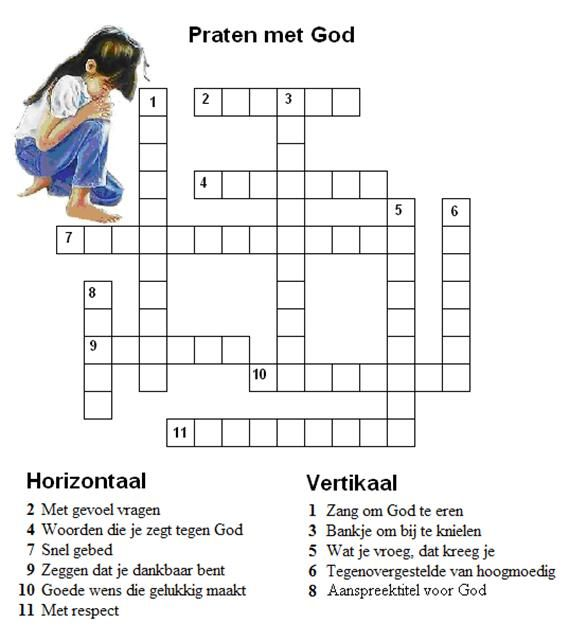 Praten met God
1
2
3
4
5
6
7
8
9
10
11
Horizontaal
2 Met gevoel vragen
4 Woorden die je zegt tegen God
7 Snel gebed
9 Zeggen dat je dankbaar bent
10 Goede wens die gelukkig maakt
11 Met respect
Vertikaal
1 Zang om God te eren
3 Bankje om bij te knielen
5 Wat je vroeg, dat kreeg je
6 Tegenovergestelde van hoogmoedig
8 Aanspreektitel voor God